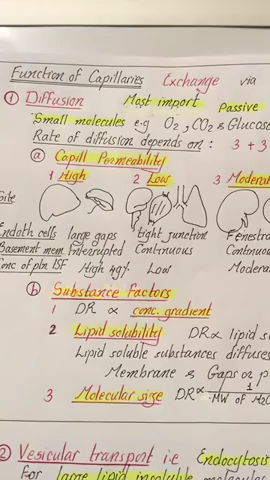 Function of Capillaries Exchange via
① Diffusion Most import Passive
Small molecules e.g O2, CO2 & Glucose
Rate of diffusion depends on: 3 + 3
ⓐ Capill Permeability
1 High 2 Low 3 Moderat
Site
Endoth cells large gaps tight junction Fenestra
Basement mem. Interrupted Continuous Continuou
Conc of ptn ISF High 4g% Low Modera
ⓑ Substance factors
1 DR ∝ conc. gradient
2 Lipid solubility DR ∝ lipid s
Lipid soluble substances diffuses
Membrane & Gaps or p
3 Molecular size DR ∝ 1 / MW of H2O
② Vesicular transport i.e Endocytosis
For large lipid insoluble molecules